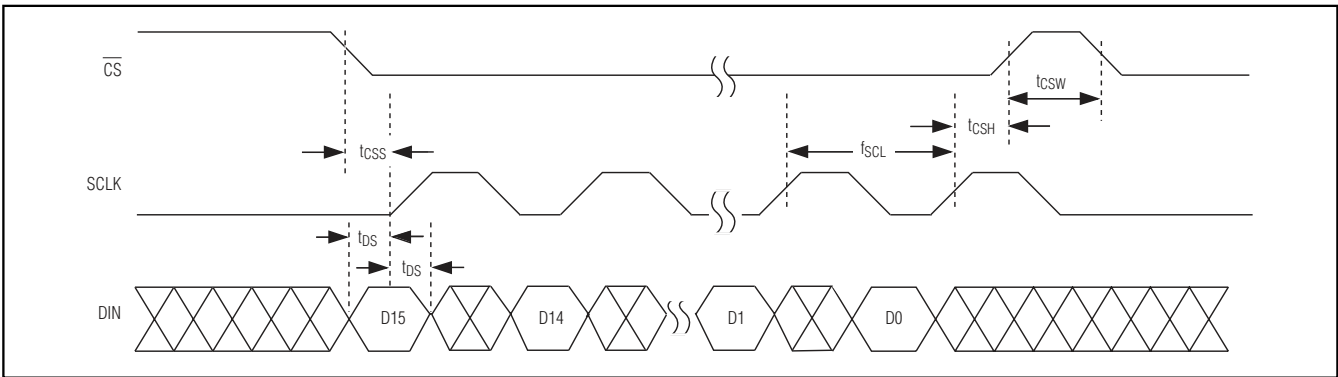 CS
tCSW
tCSH
tCSS
fSCL
SCLK
tDS
tDS
DIN
D15
D14
D1
D0